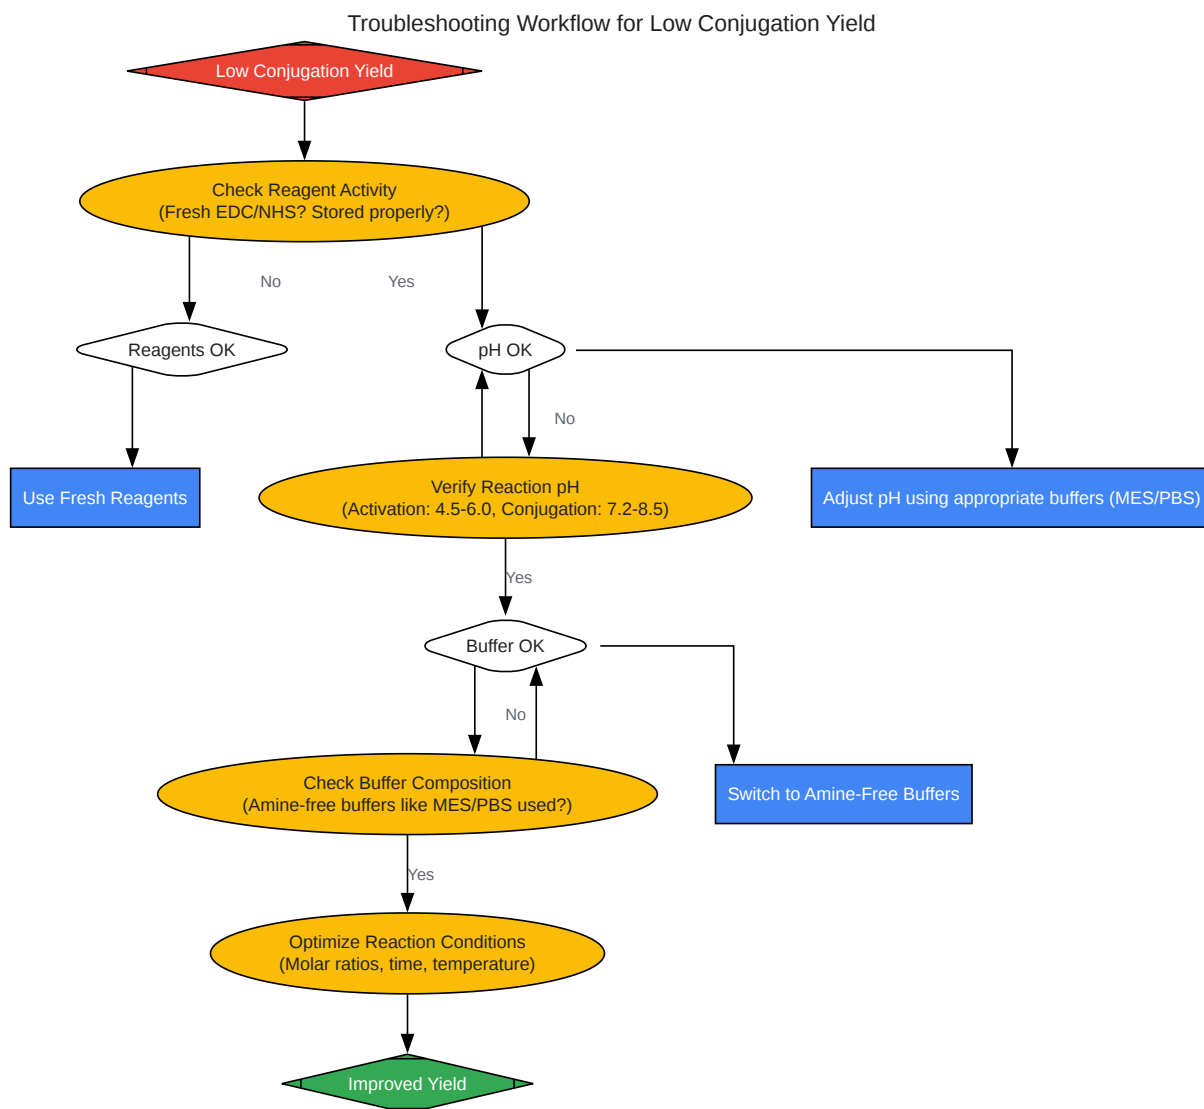 Troubleshooting Workflow for Low Conjugation Yield
Low Conjugation Yield
Check Reagent Activity
(Fresh EDC/NHS? Stored properly?)
No
Yes
Reagents OK
pH OK
No
Use Fresh Reagents
Verify Reaction pH
(Activation: 4.5-6.0, Conjugation: 7.2-8.5)
Adjust pH using appropriate buffers (MES/PBS)
Yes
Buffer OK
No
Check Buffer Composition
(Amine-free buffers like MES/PBS used?)
Switch to Amine-Free Buffers
Yes
Optimize Reaction Conditions
(Molar ratios, time, temperature)
Improved Yield